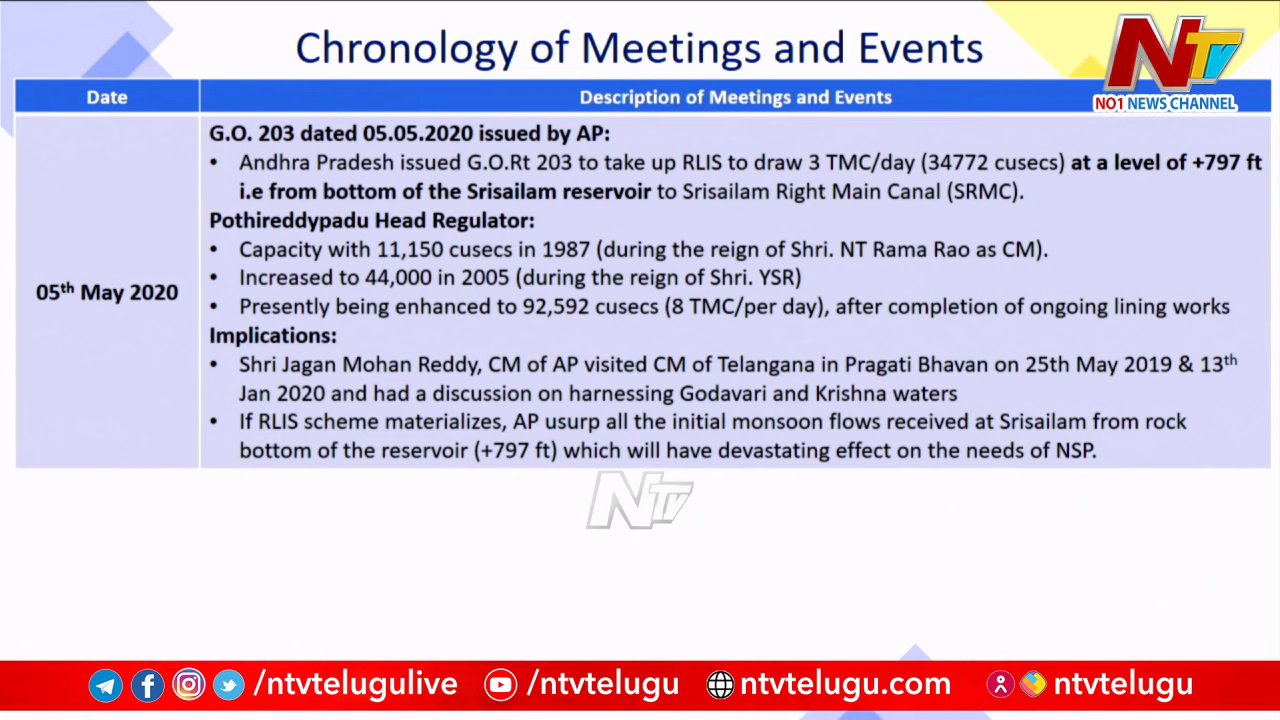 Chronology of Meetings and Events
NTV
NO1 NEWS CHANNEL
Date
Description of Meetings and Events
05th May 2020
G.O. 203 dated 05.05.2020 issued by AP:
• Andhra Pradesh issued G.O.Rt 203 to take up RLIS to draw 3 TMC/day (34772 cusecs) at a level of +797 ft
i.e from bottom of the Srisailam reservoir to Srisailam Right Main Canal (SRMC).
Pothireddypadu Head Regulator:
• Capacity with 11,150 cusecs in 1987 (during the reign of Shri. NT Rama Rao as CM).
• Increased to 44,000 in 2005 (during the reign of Shri. YSR)
• Presently being enhanced to 92,592 cusecs (8 TMC/per day), after completion of ongoing lining works
Implications:
• Shri Jagan Mohan Reddy, CM of AP visited CM of Telangana in Pragati Bhavan on 25th May 2019 & 13th
Jan 2020 and had a discussion on harnessing Godavari and Krishna waters
• If RLIS scheme materializes, AP usurp all the initial monsoon flows received at Srisailam from rock
bottom of the reservoir (+797 ft) which will have devastating effect on the needs of NSP.
NTV
/ntvtelugulive
/ntvtelugu
ntvtelugu.com
ntvtelugu